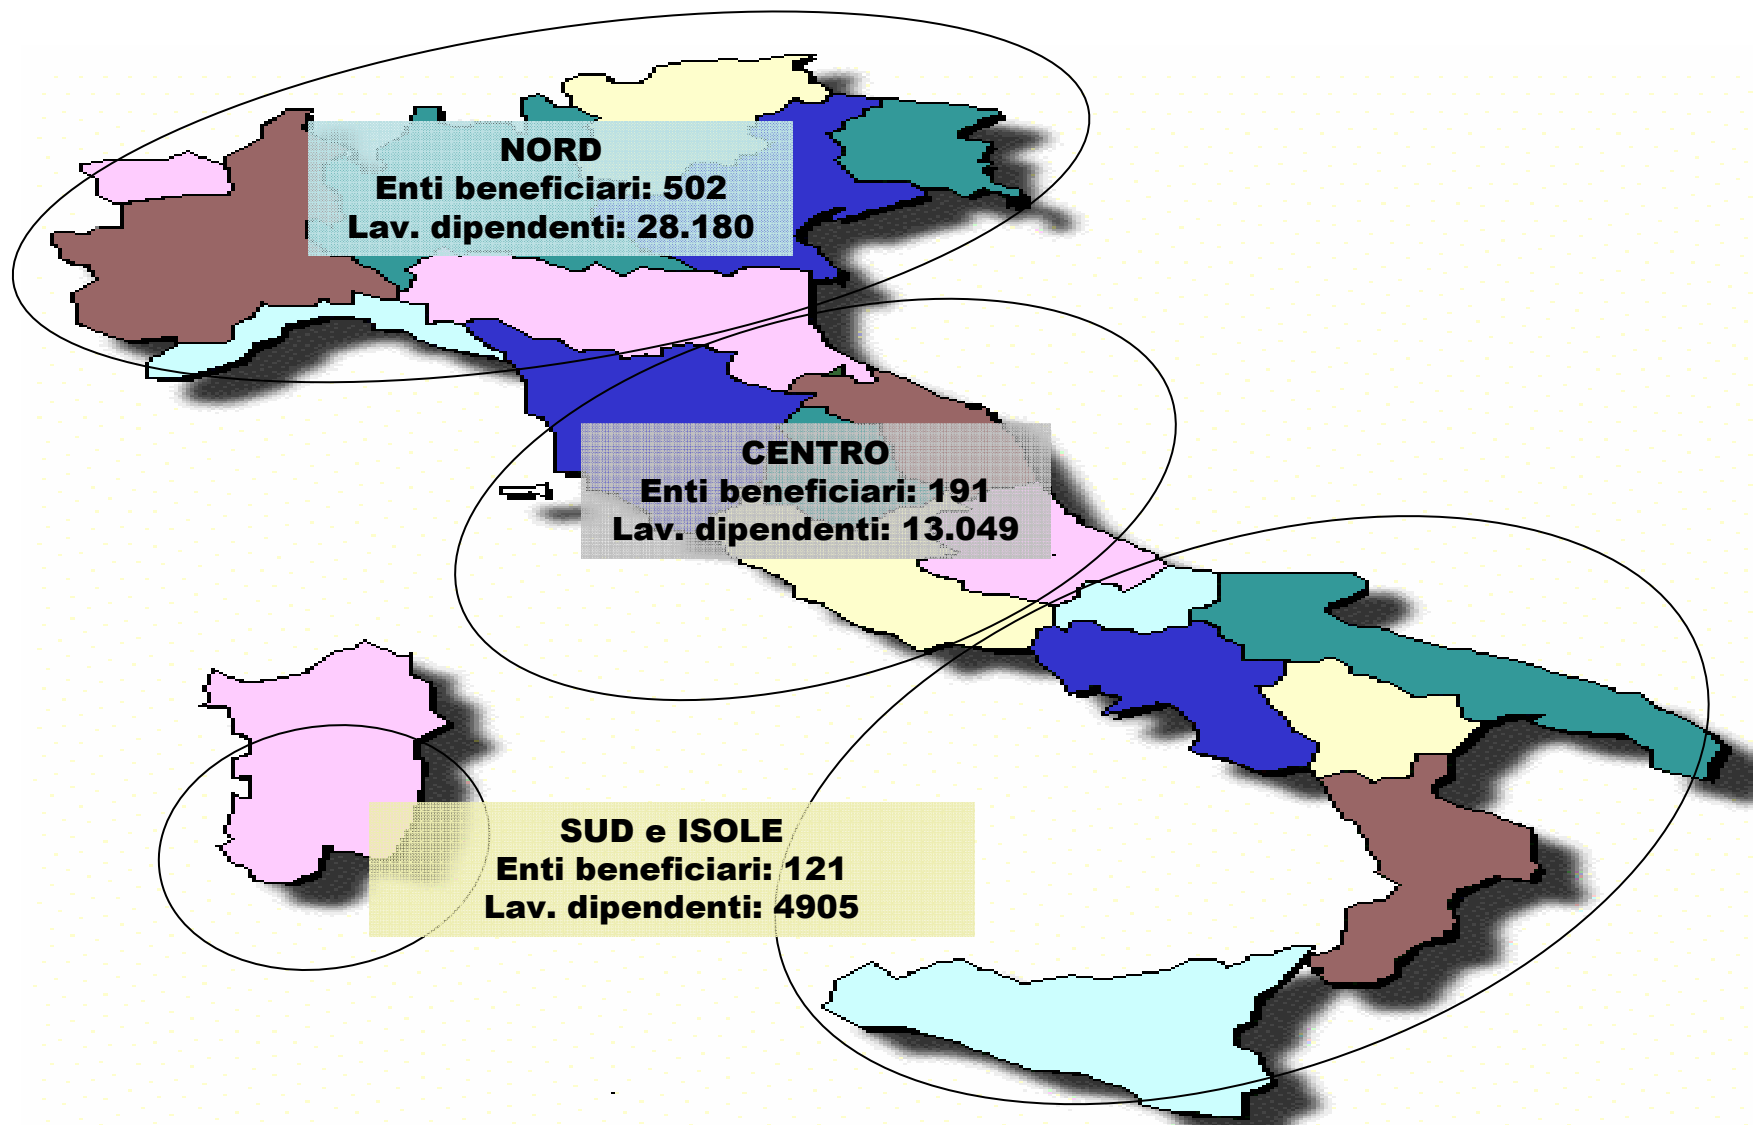 NORD
Enti beneficiari: 502
Lav. dipendenti: 28.180
CENTRO
Enti beneficiari: 191
Lav. dipendenti: 13.049
SUD e ISOLE
Enti beneficiari: 121
Lav. dipendenti: 4905